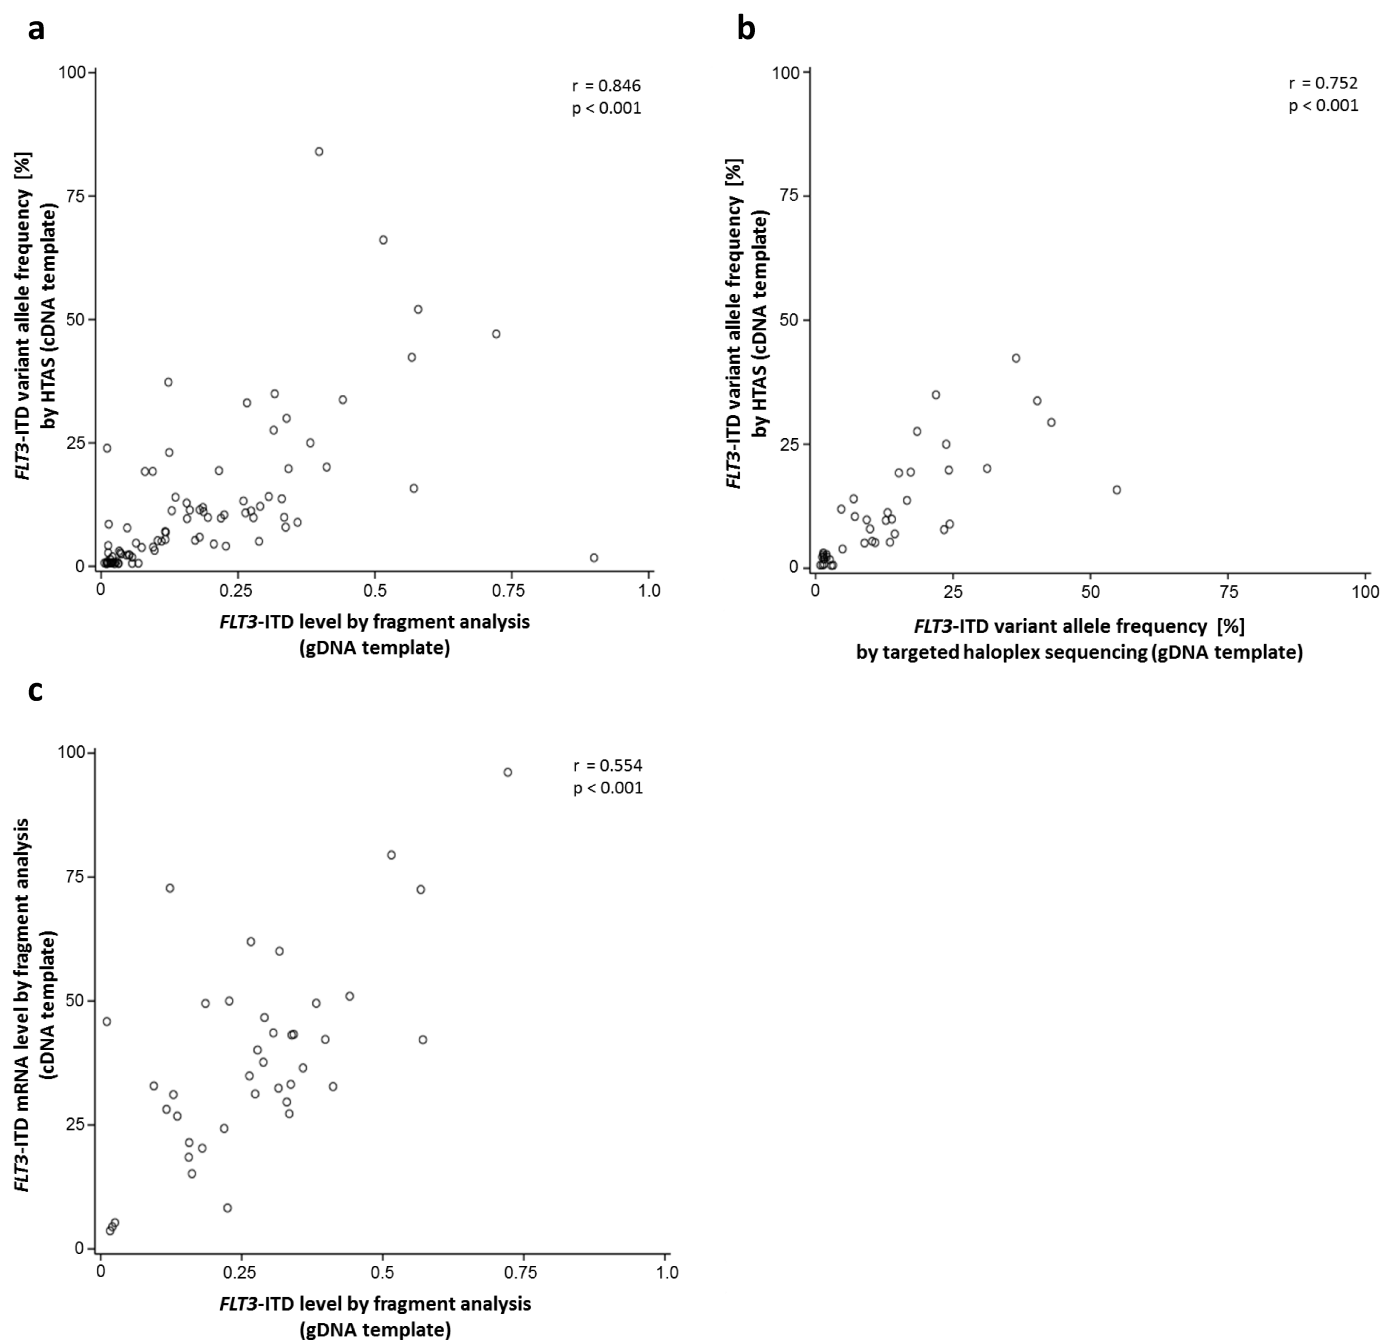 a
100
75
50
25
0
r = 0.846
p < 0.001
FLT3-ITD variant allele frequency [%]
by HTAS (cDNA template)
0 0.25 0.5 0.75 1.0
FLT3-ITD level by fragment analysis
(gDNA template)
b
100
75
50
25
0
r = 0.752
p < 0.001
FLT3-ITD variant allele frequency [%]
by HTAS (cDNA template)
0 25 50 75 100
FLT3-ITD variant allele frequency [%]
by targeted haloplex sequencing (gDNA template)
c
100
75
50
25
0
r = 0.554
p < 0.001
FLT3-ITD mRNA level by fragment analysis
(cDNA template)
0 0.25 0.5 0.75 1.0
FLT3-ITD level by fragment analysis
(gDNA template)